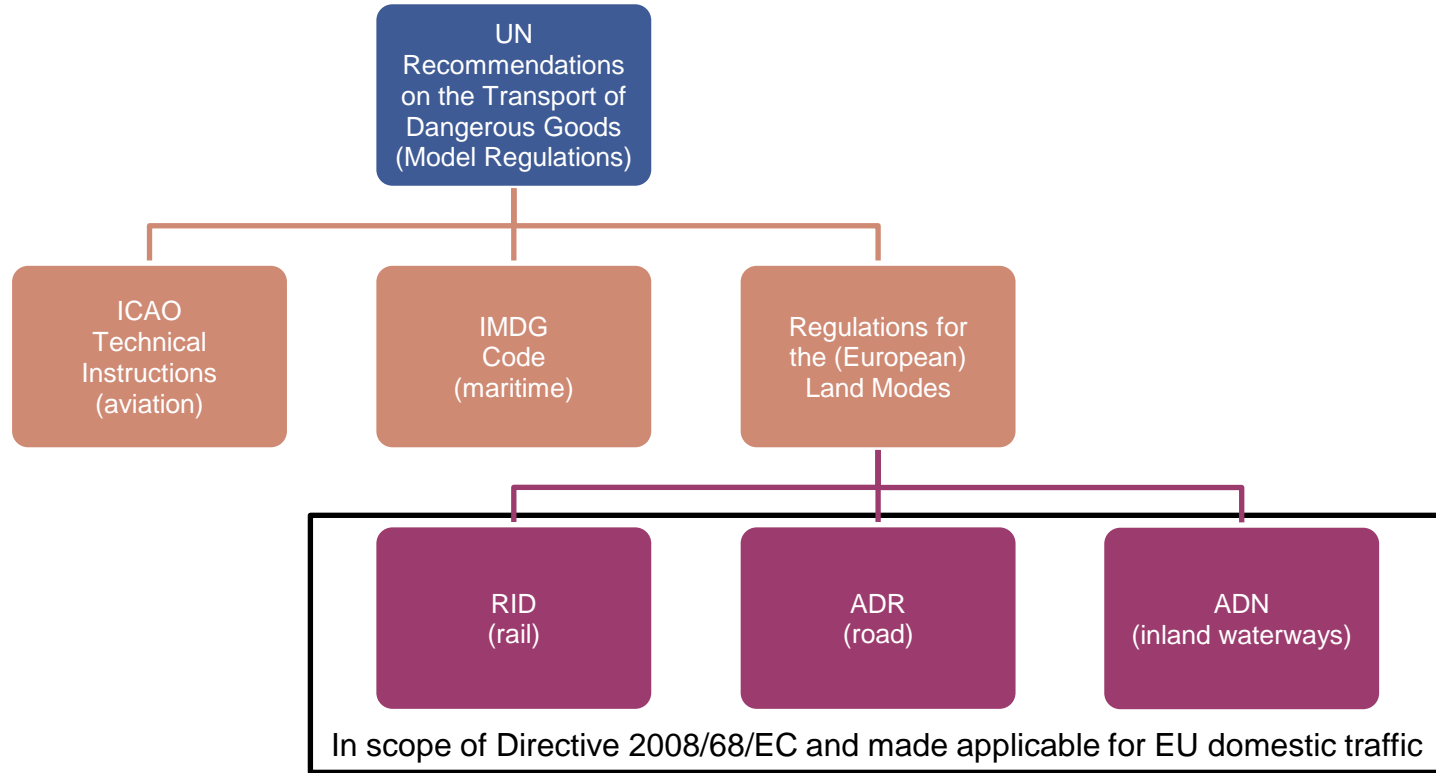 UN
Recommendations
on the Transport of
Dangerous Goods
(Model Regulations)
ICAO
Technical
Instructions
(aviation)
IMDG
Code
(maritime)
Regulations for
the (European)
Land Modes
RID
(rail)
ADR
(road)
ADN
(inland waterways)
In scope of Directive 2008/68/EC and made applicable for EU domestic traffic